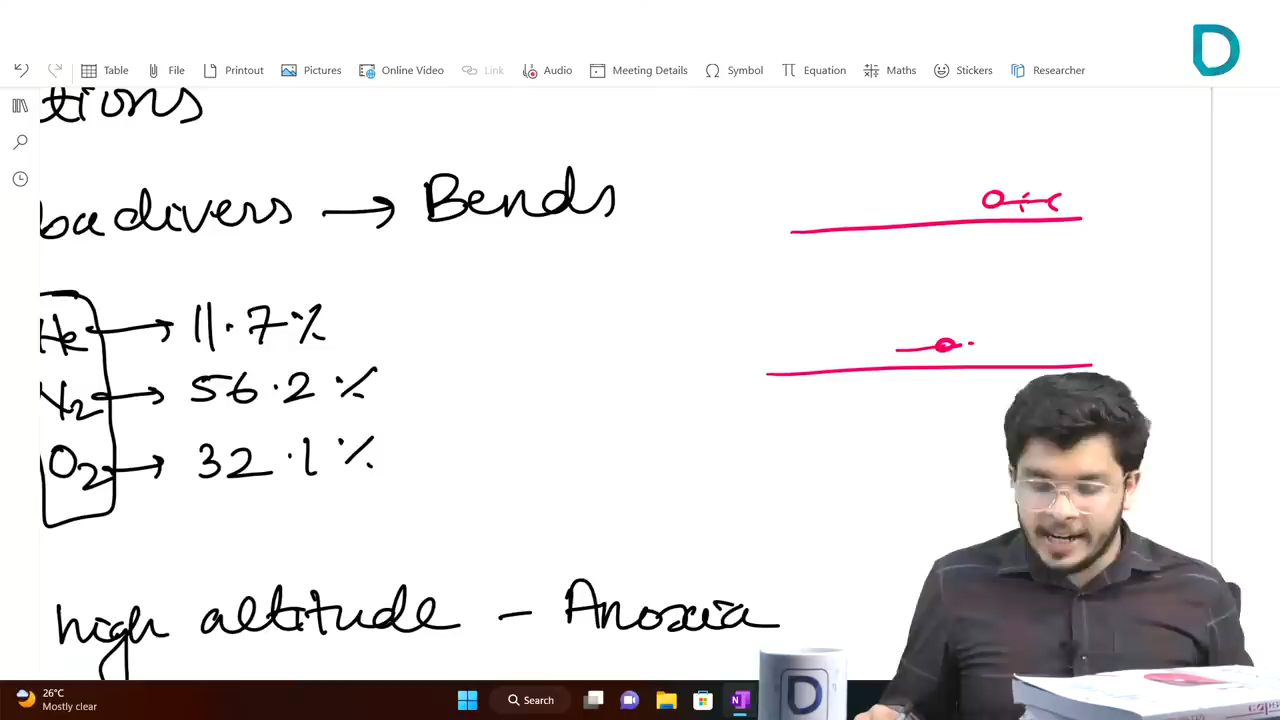 D
Table File Printout Pictures Online Video Link Audio Meeting Details Symbol Equation Maths Stickers Researcher
tions
badivers → Bends
He → 11.7%
N2 → 56.2%
O2 → 32.1%
high altitude - Anoxia
D
26°C
Mostly clear
Search